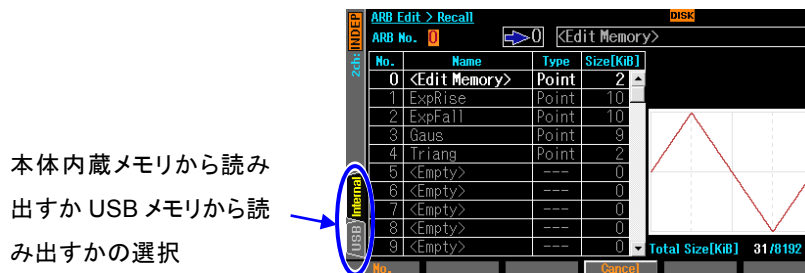 ARB Edit > Recall
DISK
ARB No. 0
0 <Edit Memory>
2ch: INDEP
No. Name Type Size[KiB]
0 <Edit Memory> Point 2
1 ExpRise Point 10
2 ExpFall Point 10
3 Gaus Point 9
4 Triang Point 2
5 <Empty> --- 0
6 <Empty> --- 0
7 <Empty> --- 0
8 <Empty> --- 0
9 <Empty> --- 0
Internal
USB
Total Size[KiB] 31/8192
No. Cancel
本体内蔵メモリから読み
出すか USB メモリから読
み出すかの選択